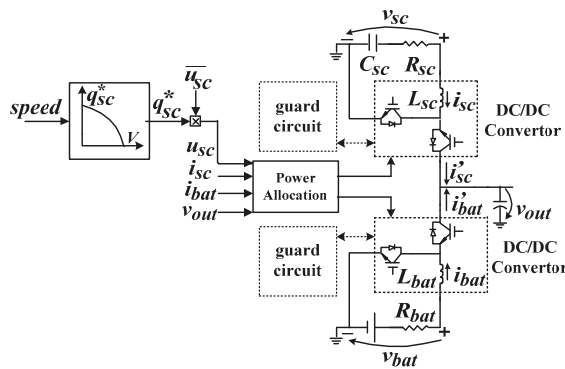 v_sc
C_sc
R_sc
speed
q*_sc
V
q*_sc
u_sc
guard
circuit
L_sc
i_sc
DC/DC
Convertor
u_sc
i_sc
i_bat
v_out
Power
Allocation
i'_sc
i'_bat
v_out
guard
circuit
DC/DC
Convertor
L_bat
i_bat
R_bat
v_bat